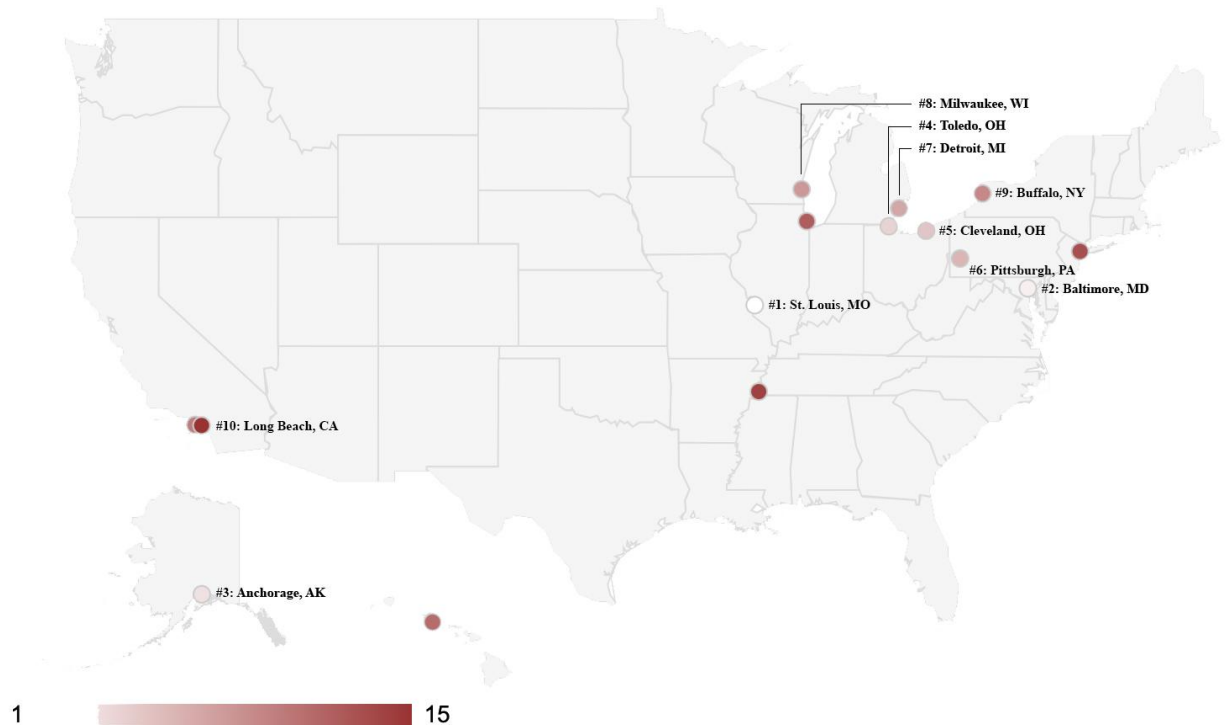 #8: Milwaukee, WI
#4: Toledo, OH
#7: Detroit, MI
#9: Buffalo, NY
#5: Cleveland, OH
#6: Pittsburgh, PA
#2: Baltimore, MD
#1: St. Louis, MO
#10: Long Beach, CA
#3: Anchorage, AK
1 15